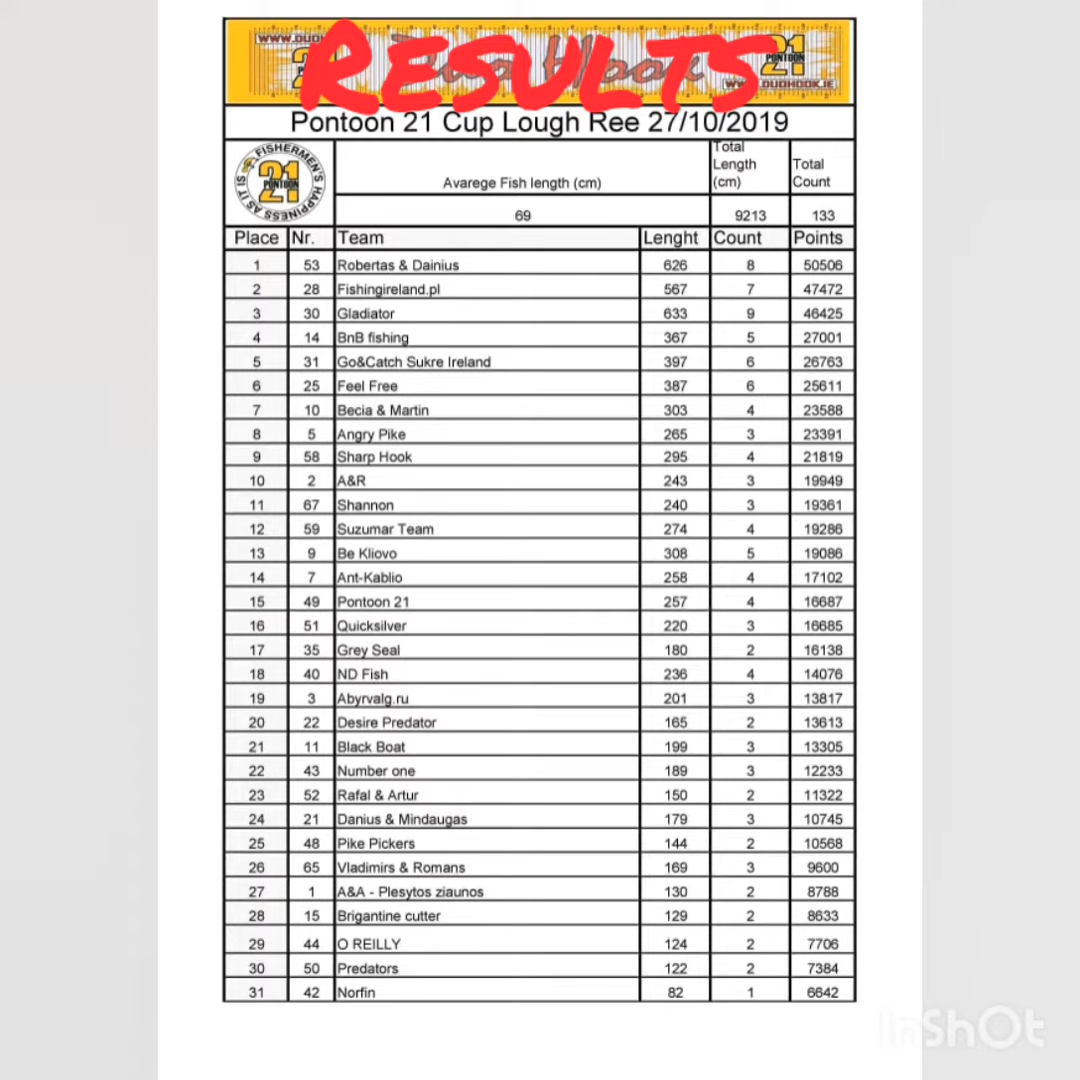 RESULTS
WWW.DUOH
21
PONTOON
WWW.DUOHOOK.IE
Pontoon 21 Cup Lough Ree 27/10/2019
FISHERMEN'S HAPPINESS AS IT IS
21
PONTOON
21
Avarege Fish length (cm) Total Length (cm) Total Count
69 9213 133
Place Nr. Team Lenght Count Points
1 53 Robertas & Dainius 626 8 50506
2 28 Fishingireland.pl 567 7 47472
3 30 Gladiator 633 9 46425
4 14 BnB fishing 367 5 27001
5 31 Go&Catch Sukre Ireland 397 6 26763
6 25 Feel Free 387 6 25611
7 10 Becia & Martin 303 4 23588
8 5 Angry Pike 265 3 23391
9 58 Sharp Hook 295 4 21819
10 2 A&R 243 3 19949
11 67 Shannon 240 3 19361
12 59 Suzumar Team 274 4 19286
13 9 Be Kliovo 308 5 19086
14 7 Ant-Kablio 258 4 17102
15 49 Pontoon 21 257 4 16687
16 51 Quicksilver 220 3 16685
17 35 Grey Seal 180 2 16138
18 40 ND Fish 236 4 14076
19 3 Abyrvalg.ru 201 3 13817
20 22 Desire Predator 165 2 13613
21 11 Black Boat 199 3 13305
22 43 Number one 189 3 12233
23 52 Rafal & Artur 150 2 11322
24 21 Danius & Mindaugas 179 3 10745
25 48 Pike Pickers 144 2 10568
26 65 Vladimirs & Romans 169 3 9600
27 1 A&A - Plesytos ziaunos 130 2 8788
28 15 Brigantine cutter 129 2 8633
29 44 O REILLY 124 2 7706
30 50 Predators 122 2 7384
31 42 Norfin 82 1 6642
InShOt